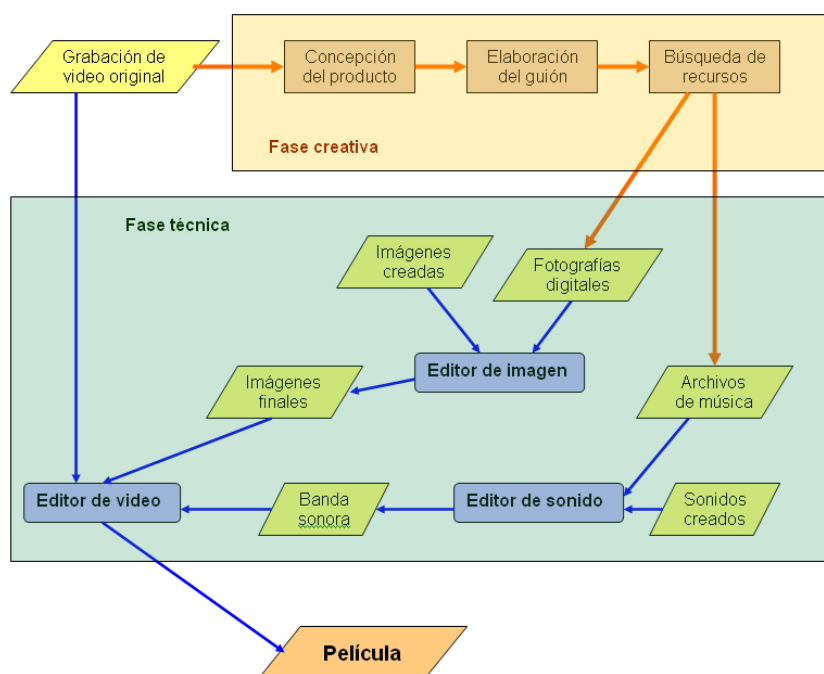 Grabación de
video original
Concepción
del producto
Elaboración
del guión
Búsqueda de
recursos
Fase creativa
Fase técnica
Imágenes
creadas
Fotografías
digitales
Editor de imagen
Imágenes
finales
Archivos
de música
Editor de video
Banda
sonora
Editor de sonido
Sonidos
creados
Película